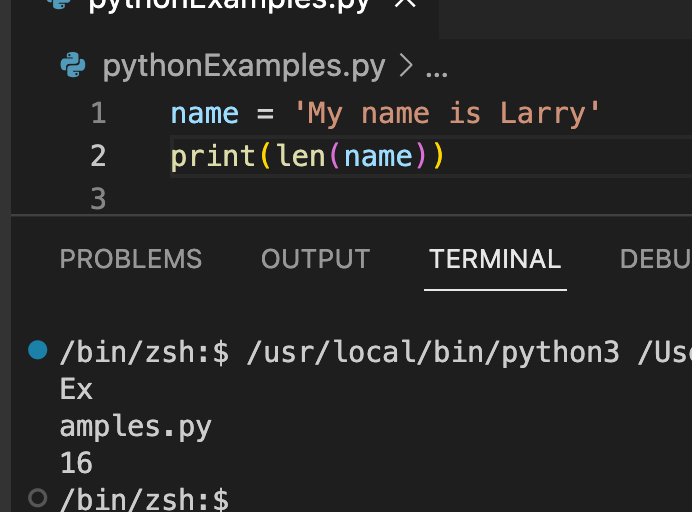 pythonExamples.py ×
pythonExamples.py > ...
1 name = 'My name is Larry'
2 print(len(name))
3
PROBLEMS OUTPUT TERMINAL DEBU
/bin/zsh:$ /usr/local/bin/python3 /Use
Ex
amples.py
16
/bin/zsh:$